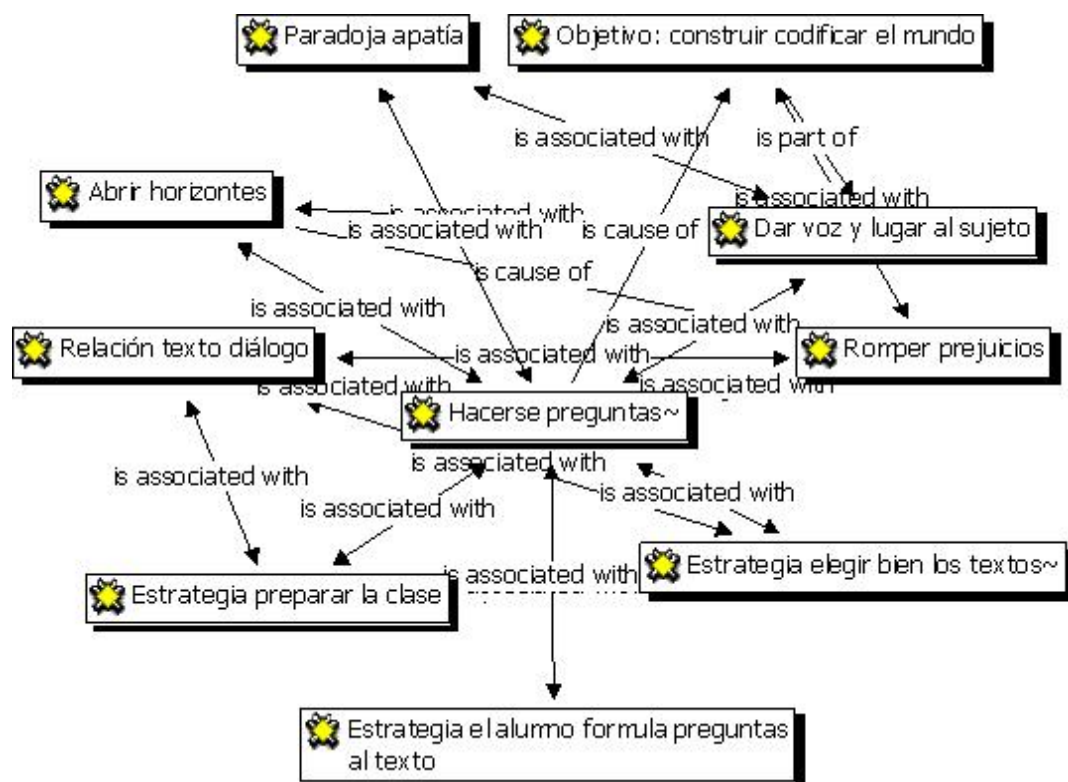 Paradoja apatía
Objetivo: construir codificar el mundo
is associated with
is part of
Abrir horizontes
is associated with
is associated with
is associated with
is cause of
Dar voz y lugar al sujeto
is cause of
is associated with
is associated with
Relación texto diálogo
is associated with
Romper prejuicios
is associated with
is associated with
Hacerse preguntas~
is associated with
is associated with
is associated with
is associated with
Estrategia elegir bien los textos~
is associated with
Estrategia preparar la clase
Estrategia el alumno formula preguntas
al texto